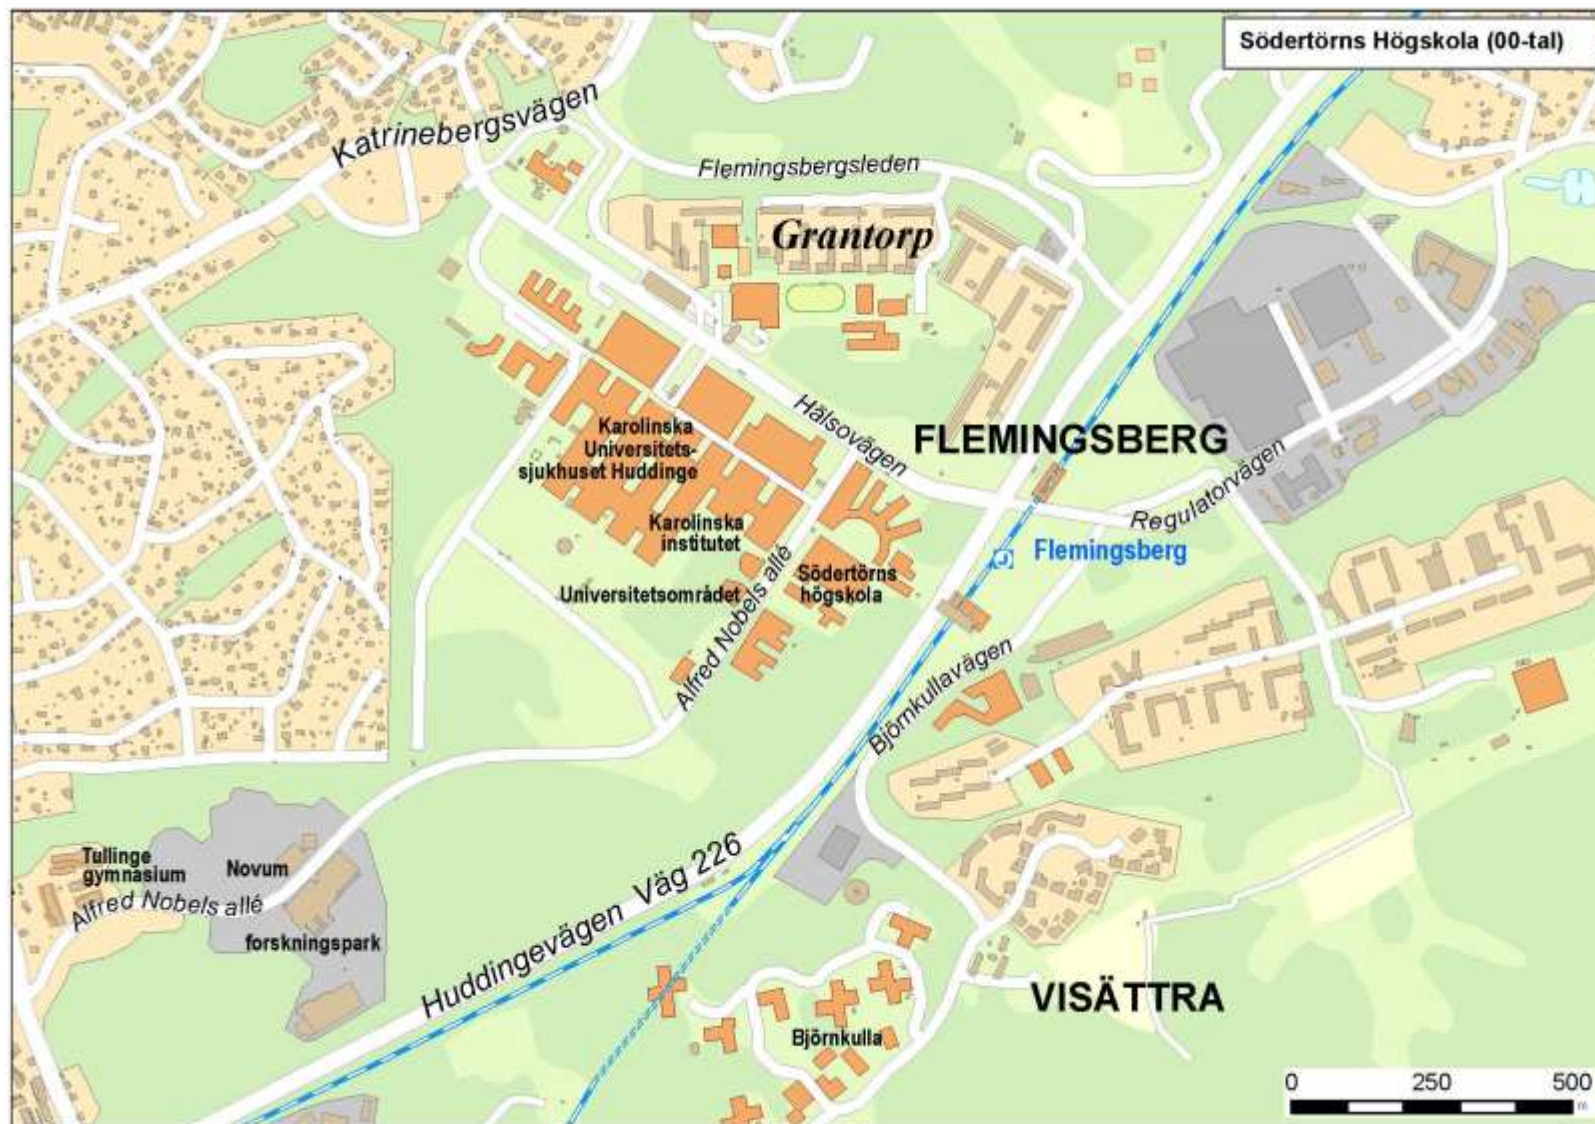 Södertörns Högskola (00-tal)
Katrinebergsvägen
Flemingsbergsleden
Grantorp
Hälsovägen
FLEMINGSBERG
Karolinska
Universitets-
sjukhuset Huddinge
Regulatorvägen
Karolinska
institutet
Flemingsberg
J
Södertörns
högskola
Universitetsområdet
Alfred Nobels allé
Björnkullavägen
Huddingevägen Väg 226
Tullinge
gymnasium
Novum
Alfred Nobels allé
forskningspark
VISÄTTRA
Björnkulla
0 250 500
m